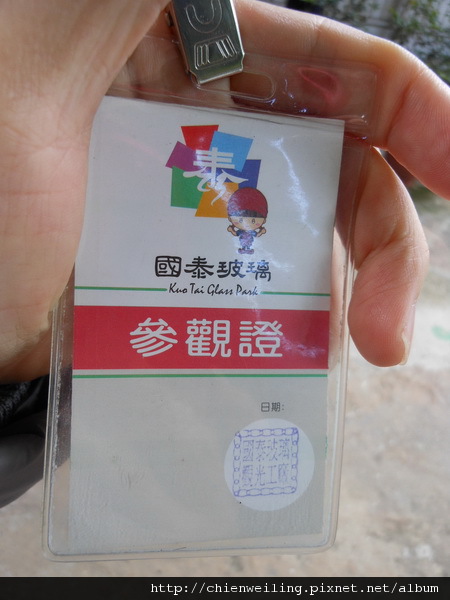 泰
國泰玻璃
Kuo Tai Glass Park
參觀證
日期:
國泰玻璃
觀光工廠
http://chienweiling.pixnet.net/album